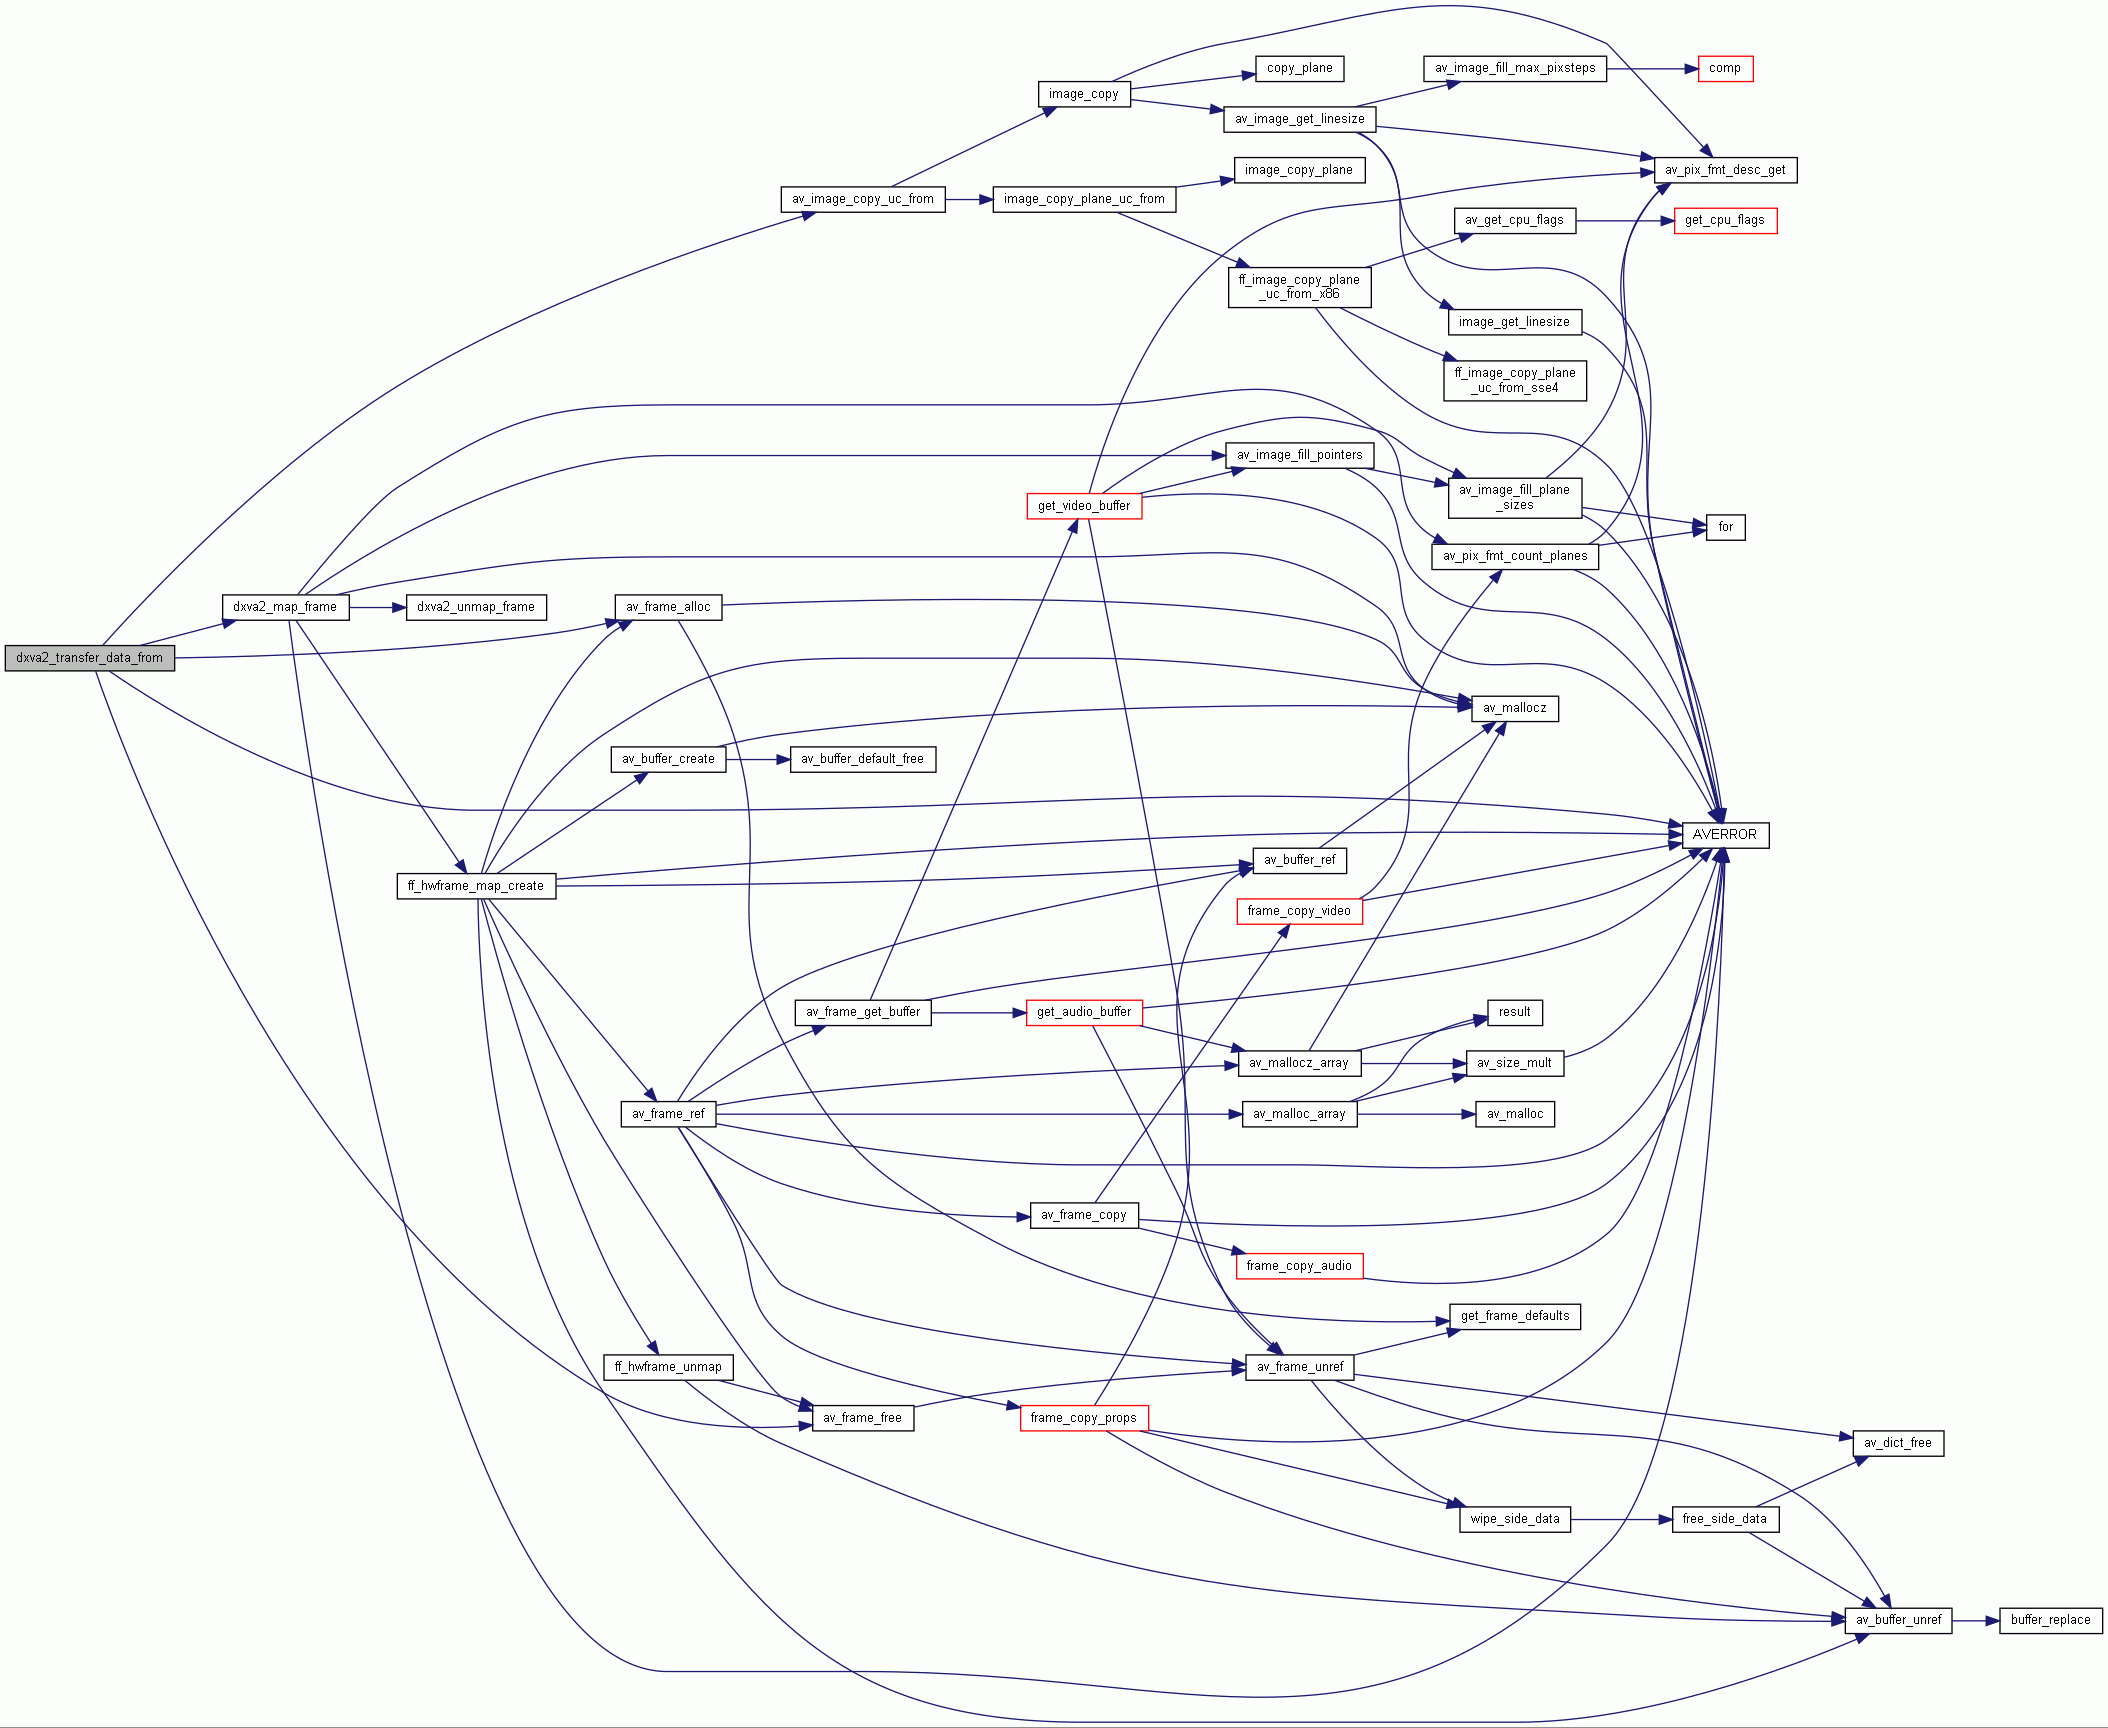 copy_plane
av_image_fill_max_pixsteps
comp
image_copy
av_image_get_linesize
av_pix_fmt_desc_get
image_copy_plane
av_image_copy_uc_from
image_copy_plane_uc_from
av_get_cpu_flags
get_cpu_flags
ff_image_copy_plane
_uc_from_x86
image_get_linesize
ff_image_copy_plane
_uc_from_sse4
av_image_fill_pointers
get_video_buffer
av_image_fill_plane
_sizes
for
av_pix_fmt_count_planes
dxva2_map_frame
dxva2_unmap_frame
av_frame_alloc
dxva2_transfer_data_from
av_mallocz
av_buffer_create
av_buffer_default_free
AVERROR
av_buffer_ref
ff_hwframe_map_create
frame_copy_video
av_frame_get_buffer
get_audio_buffer
result
av_mallocz_array
av_size_mult
av_frame_ref
av_malloc_array
av_malloc
av_frame_copy
frame_copy_audio
get_frame_defaults
ff_hwframe_unmap
av_frame_unref
av_frame_free
frame_copy_props
av_dict_free
wipe_side_data
free_side_data
av_buffer_unref
buffer_replace